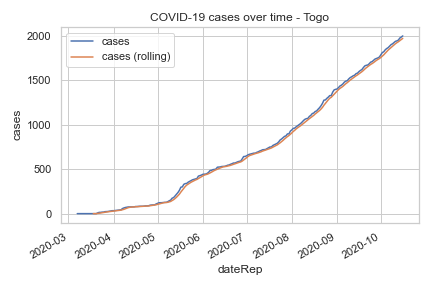 COVID-19 cases over time - Togo
cases
cases (rolling)
2000
1500
1000
500
0
cases
2020-03
2020-04
2020-05
2020-06
2020-07
2020-08
2020-09
2020-10
dateRep